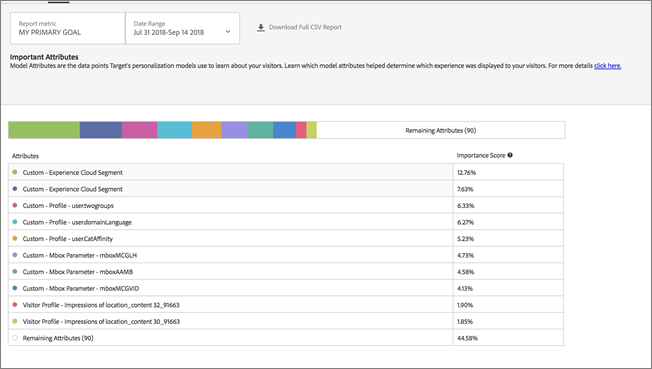 Report metric
MY PRIMARY GOAL
Date Range
Jul 31 2018-Sep 14 2018
Download Full CSV Report
Important Attributes
Model Attributes are the data points Target's personalization models use to learn about your visitors. Learn which model attributes helped determine which experience was displayed to your visitors. For more details click here.
Remaining Attributes (90)
Attributes Importance Score
Custom - Experience Cloud Segment 12.76%
Custom - Experience Cloud Segment 7.63%
Custom - Profile - user.twogroups 6.33%
Custom - Profile - user.domainLanguage 6.27%
Custom - Profile - user.CatAffinity 5.23%
Custom - Mbox Parameter - mboxMCGLH 4.73%
Custom - Mbox Parameter - mboxAAMB 4.58%
Custom - Mbox Parameter - mboxMCGVID 4.13%
Visitor Profile - Impressions of location_content 32_91663 1.90%
Visitor Profile - Impressions of location_content 30_91663 1.85%
Remaining Attributes (90) 44.58%